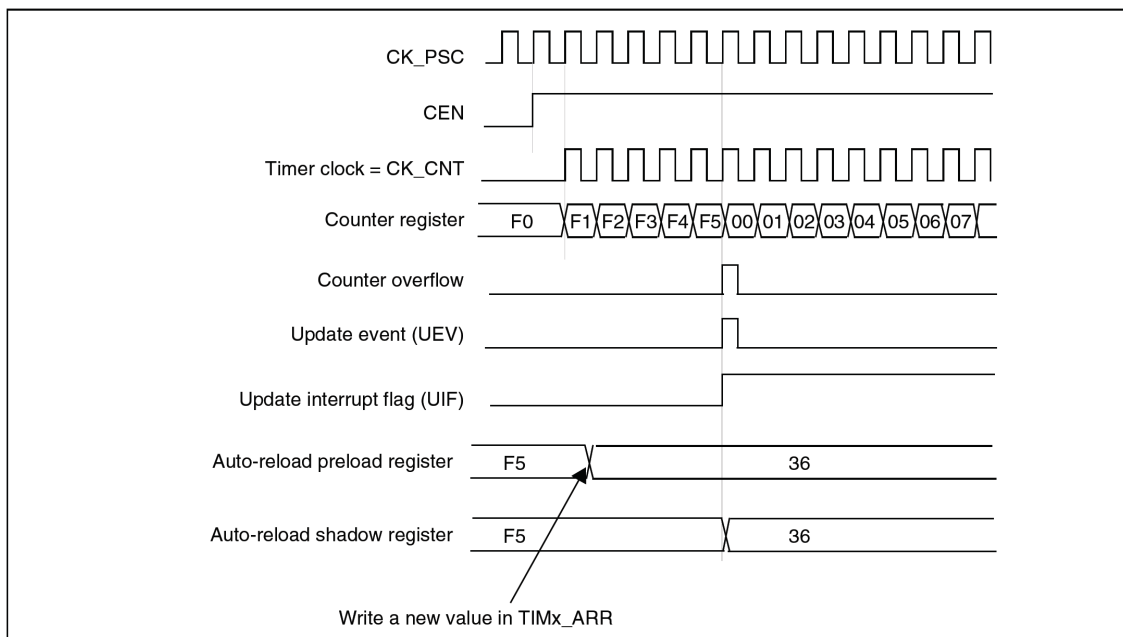 CK_PSC
CEN
Timer clock = CK_CNT
Counter register F0 F1 F2 F3 F4 F5 00 01 02 03 04 05 06 07
Counter overflow
Update event (UEV)
Update interrupt flag (UIF)
Auto-reload preload register F5 36
Auto-reload shadow register F5 36
Write a new value in TIMx_ARR